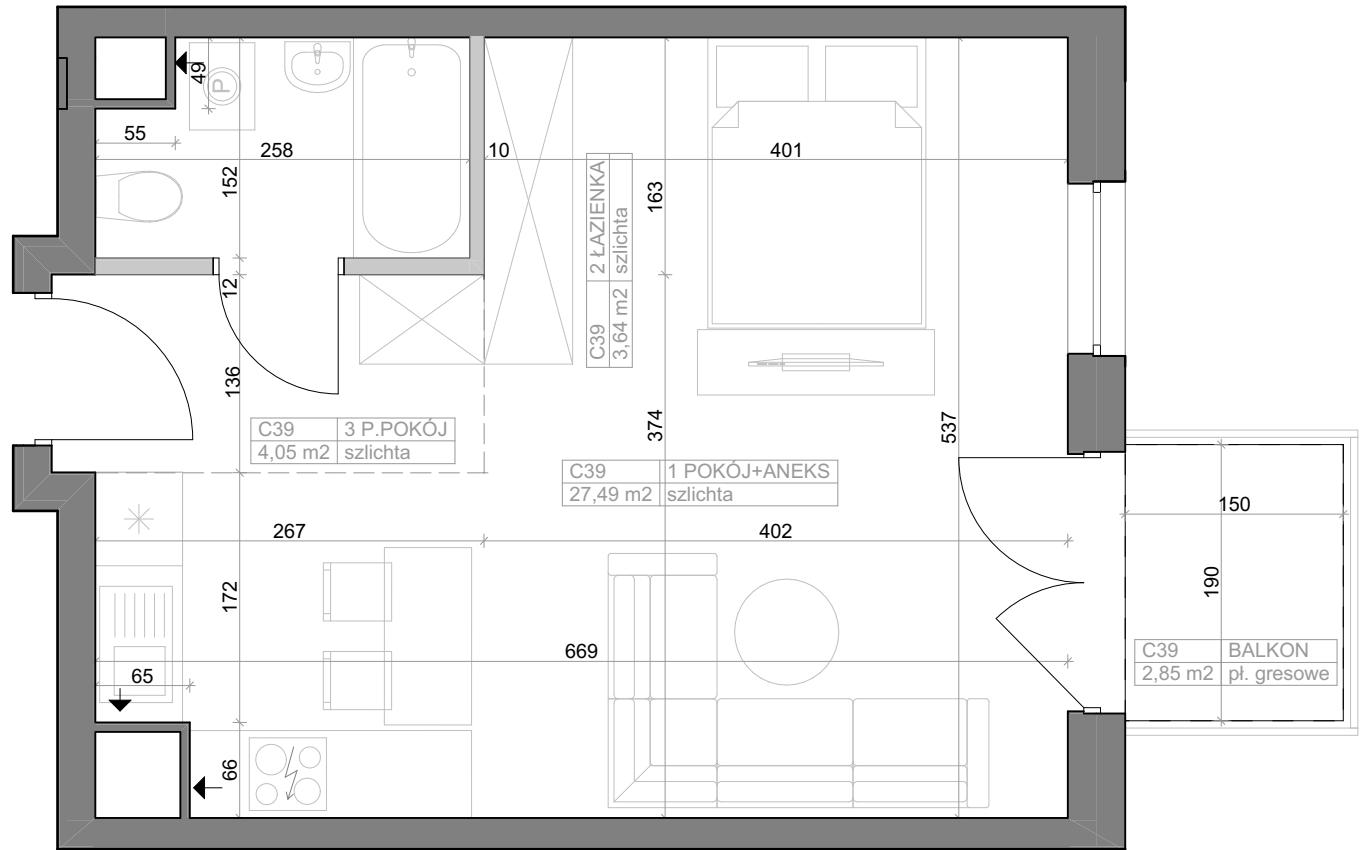 49
P
55
258
10
401
152
163
2 ŁAZIENKA
szlichta
C39
3,64 m2
12
136
374
537
C39 3 P.POKÓJ
4,05 m2 szlichta
C39 1 POKÓJ+ANEKS
27,49 m2 szlichta
150
267
402
172
190
669
C39 BALKON
2,85 m2 pł. gresowe
65
66